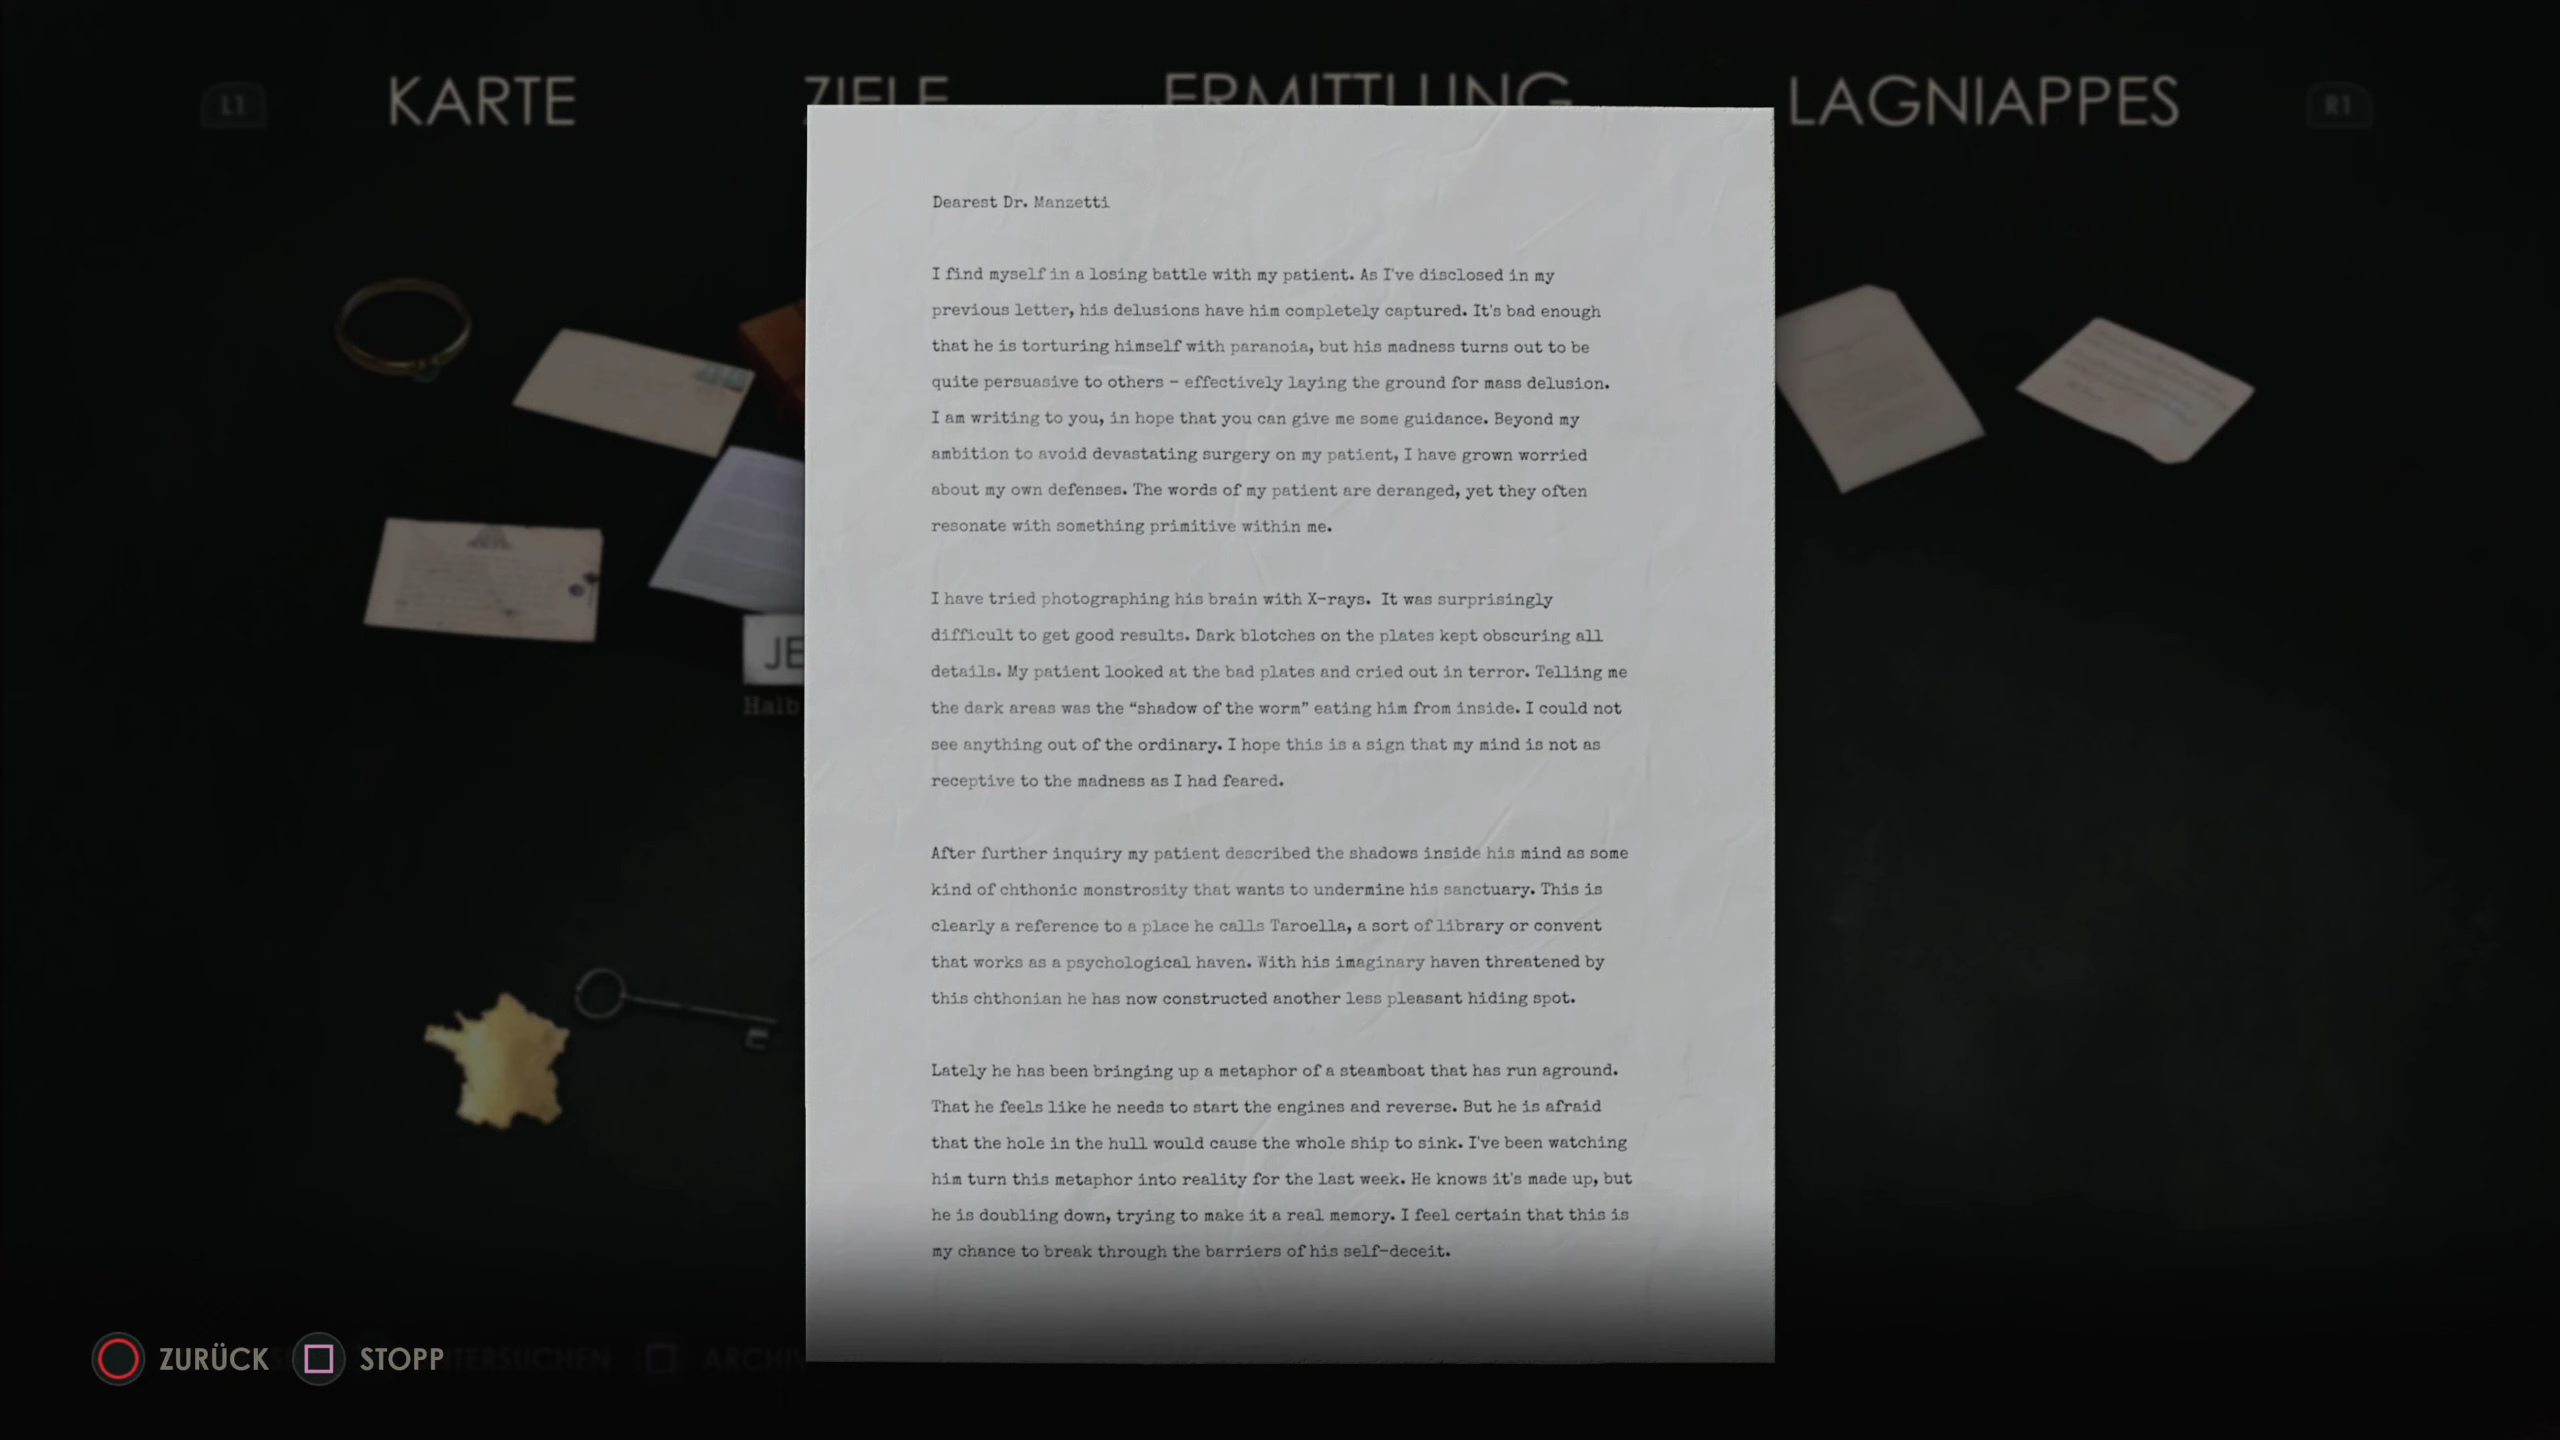 L1
KARTE
ZIELE
ERMITTLUNG
LAGNIAPPES
R1
Dearest Dr. Manzetti
I find myself in a losing battle with my patient. As I've disclosed in my
previous letter, his delusions have him completely captured. It's bad enough
that he is torturing himself with paranoia, but his madness turns out to be
quite persuasive to others – effectively laying the ground for mass delusion.
I am writing to you, in hope that you can give me some guidance. Beyond my
ambition to avoid devastating surgery on my patient, I have grown worried
about my own defenses. The words of my patient are deranged, yet they often
resonate with something primitive within me.
I have tried photographing his brain with X-rays. It was surprisingly
difficult to get good results. Dark blotches on the plates kept obscuring all
details. My patient looked at the bad plates and cried out in terror. Telling me
the dark areas was the “shadow of the worm” eating him from inside. I could not
see anything out of the ordinary. I hope this is a sign that my mind is not as
receptive to the madness as I had feared.
After further inquiry my patient described the shadows inside his mind as some
kind of chthonic monstrosity that wants to undermine his sanctuary. This is
clearly a reference to a place he calls Taroella, a sort of library or convent
that works as a psychological haven. With his imaginary haven threatened by
this chthonian he has now constructed another less pleasant hiding spot.
Lately he has been bringing up a metaphor of a steamboat that has run aground.
That he feels like he needs to start the engines and reverse. But he is afraid
that the hole in the hull would cause the whole ship to sink. I've been watching
him turn this metaphor into reality for the last week. He knows it's made up, but
he is doubling down, trying to make it a real memory. I feel certain that this is
my chance to break through the barriers of his self-deceit.
JE
Halb
ZURÜCK
STOPP